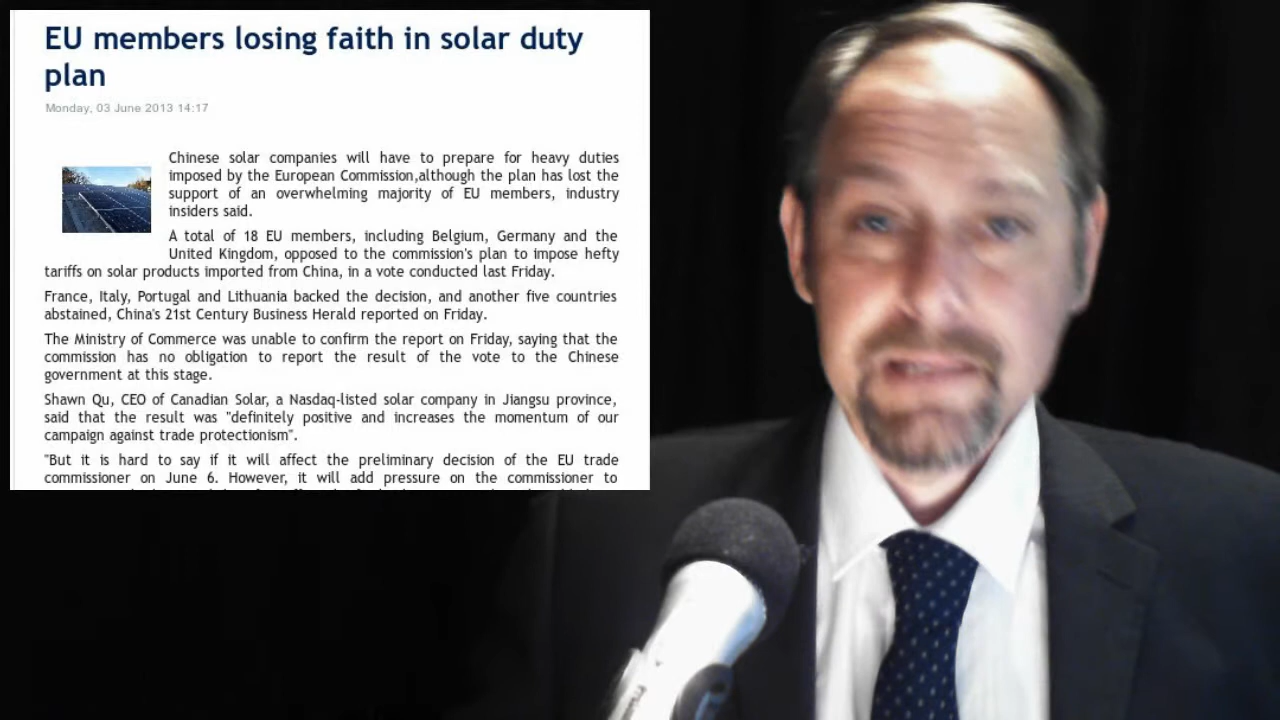 EU members losing faith in solar duty
plan
Monday, 03 June 2013 14:17
Chinese solar companies will have to prepare for heavy duties
imposed by the European Commission,although the plan has lost the
support of an overwhelming majority of EU members, industry
insiders said.
A total of 18 EU members, including Belgium, Germany and the
United Kingdom, opposed to the commission's plan to impose hefty
tariffs on solar products imported from China, in a vote conducted last Friday.
France, Italy, Portugal and Lithuania backed the decision, and another five countries
abstained, China's 21st Century Business Herald reported on Friday.
The Ministry of Commerce was unable to confirm the report on Friday, saying that the
commission has no obligation to report the result of the vote to the Chinese
government at this stage.
Shawn Qu, CEO of Canadian Solar, a Nasdaq-listed solar company in Jiangsu province,
said that the result was "definitely positive and increases the momentum of our
campaign against trade protectionism".
"But it is hard to say if it will affect the preliminary decision of the EU trade
commissioner on June 6. However, it will add pressure on the commissioner to